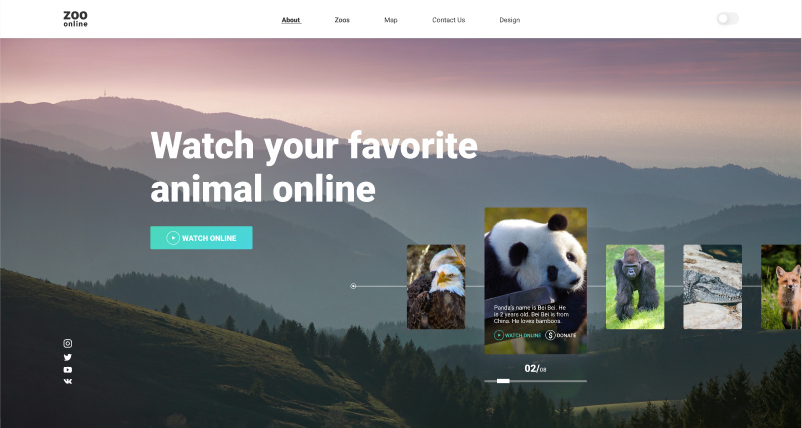 ZOO
online
About
Zoos
Map
Contact Us
Design
Watch your favorite
animal online
WATCH ONLINE
Panda's name is Bei Bei. He
is 2 years old. Bei Bei is from
China. He loves bamboos.
WATCH ONLINE
$ DONATE
02/08